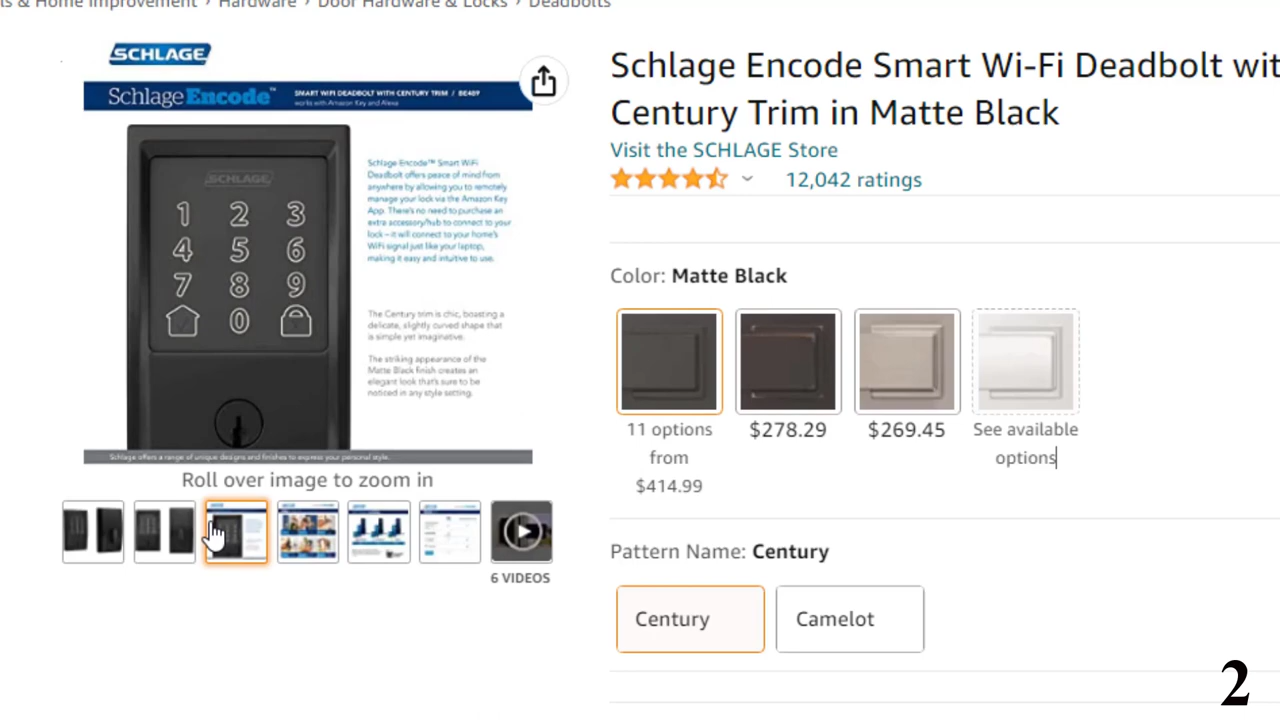 ls & Home Improvement › Hardware › Door Hardware & Locks › Deadbolts
SCHLAGE
Schlage Encode™ SMART WIFI DEADBOLT WITH CENTURY TRIM / BE489
works with Amazon Key and Alexa
SCHLAGE
1 2 3
4 5 6
7 8 9
0
Schlage Encode™ Smart WiFi
Deadbolt offers peace of mind from
anywhere by allowing you to remotely
manage your lock via the Amazon Key
App. There's no need to purchase an
extra accessory/hub to connect to your
lock – it will connect to your home's
WiFi signal just like your laptop,
making it easy and intuitive to use.
The Century trim is chic, boasting a
delicate, slightly curved shape that
is simple yet imaginative.
The striking appearance of the
Matte Black finish creates an
elegant look that's sure to be
noticed in any style setting.
Schlage offers a range of unique designs and finishes to express your personal style.
Roll over image to zoom in
6 VIDEOS
Schlage Encode Smart Wi-Fi Deadbolt wit
Century Trim in Matte Black
Visit the SCHLAGE Store
12,042 ratings
Color: Matte Black
11 options
from
$414.99
$278.29
$269.45
See available
options
Pattern Name: Century
Century
Camelot
2